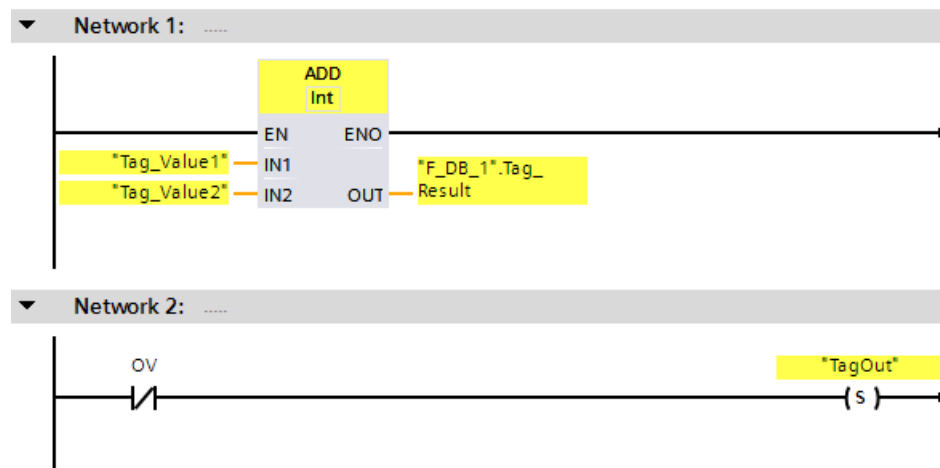 Network 1: .....
ADD
Int
EN ENO
"Tag_Value1" IN1
"F_DB_1".Tag_
"Tag_Value2" IN2 OUT Result
Network 2: .....
OV "TagOut"
S